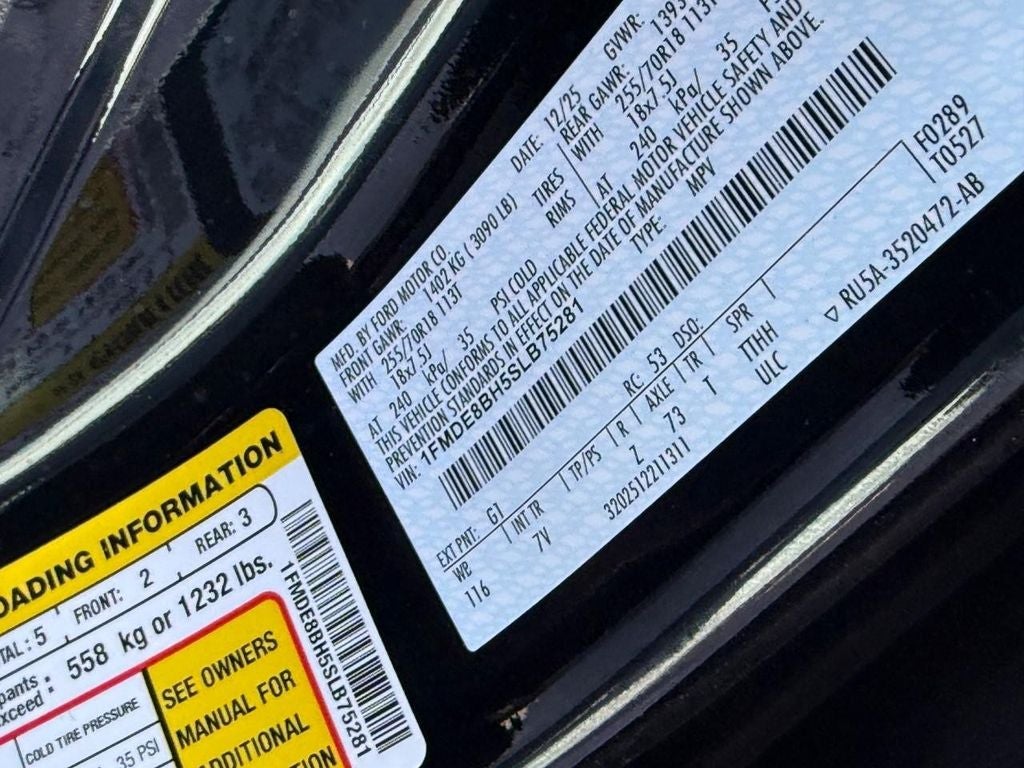 MFD. BY FORD MOTOR CO.
DATE: 12/25
GVWR:
FRONT GAWR: 1402 KG ( 3090 LB)
REAR GAWR: 1393
WITH 255/70R18 113T TIRES
WITH 255/70R18 113T
18x7.5J RIMS
18x7.5J
AT 240 kPa/ 35 PSI COLD
AT 240 kPa/ 35
THIS VEHICLE CONFORMS TO ALL APPLICABLE FEDERAL MOTOR VEHICLE SAFETY AND
PREVENTION STANDARDS IN EFFECT ON THE DATE OF MANUFACTURE SHOWN ABOVE.
VIN: 1FMDE8BH5SLB75281
TYPE: MPV
F0289
T0527
EXT PNT: G1 RC: 53 DSO:
WB INT TR TP/PS R AXLE TR SPR
116 7V Z 73 T TTHH
ULC
3202512211311
▽ RU5A-3520472-AB
OADING INFORMATION
TAL : 5 FRONT: 2 REAR: 3
pants
xceed : 558 kg or 1232 lbs.
COLD TIRE PRESSURE
35 PSI
SEE OWNERS
MANUAL FOR
ADDITIONAL
1FMDE8BH5SLB75281